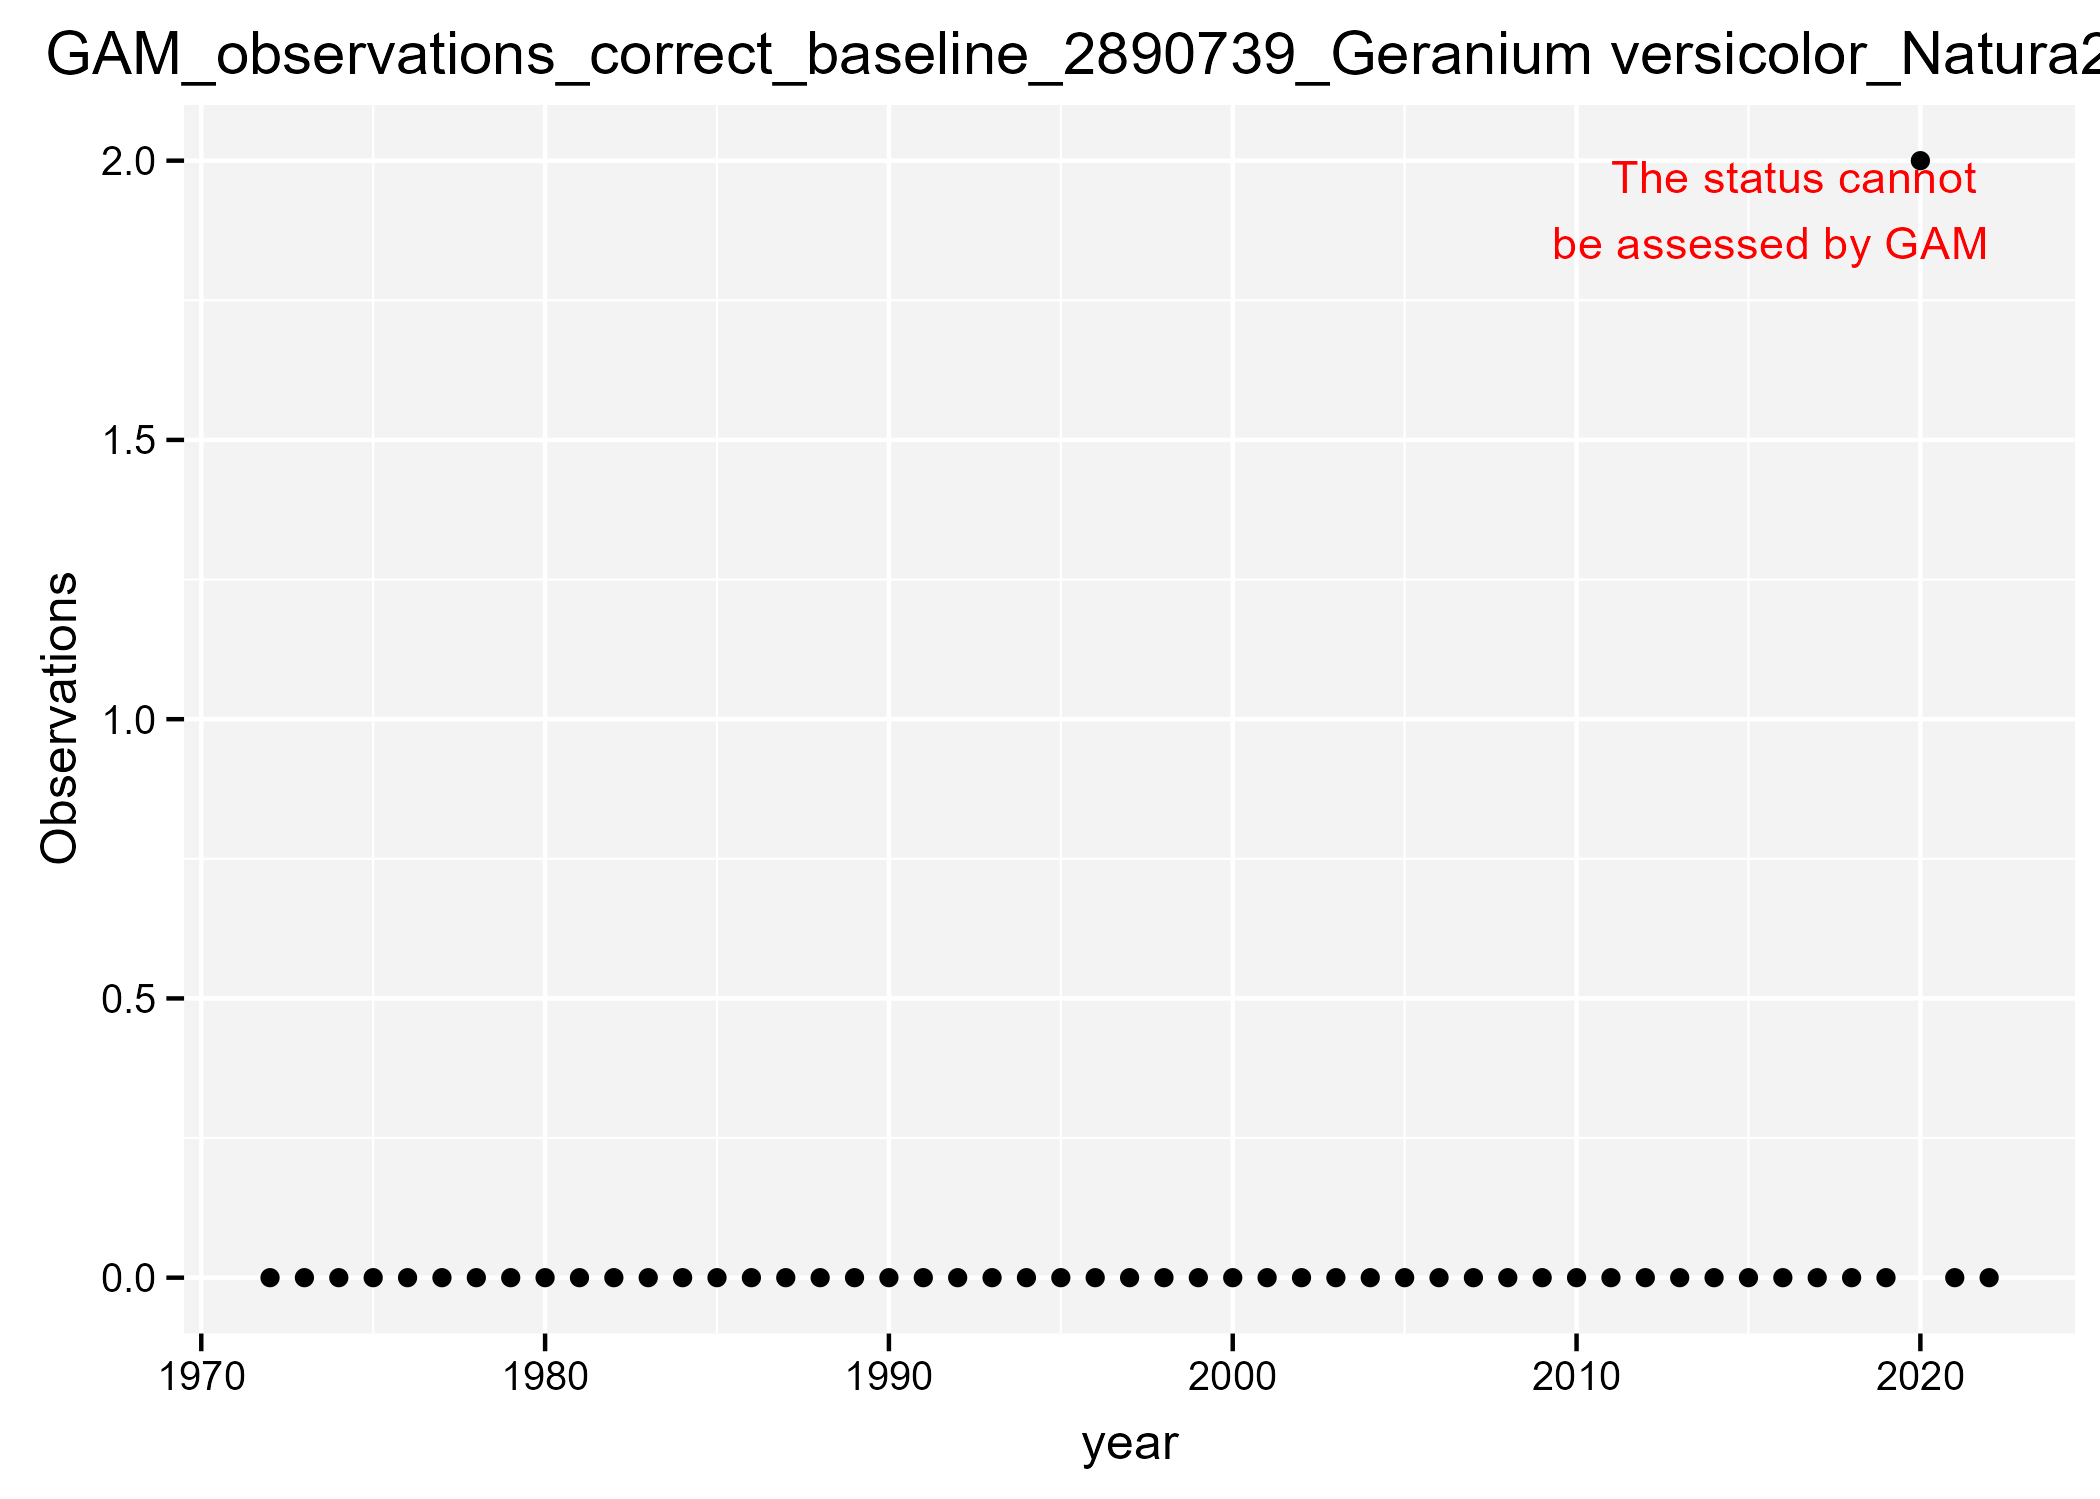 GAM_observations_correct_baseline_2890739_Geranium versicolor_Natura2
2.0
The status cannot
be assessed by GAM
1.5
1.0
0.5
0.0
Observations
1970 1980 1990 2000 2010 2020
year